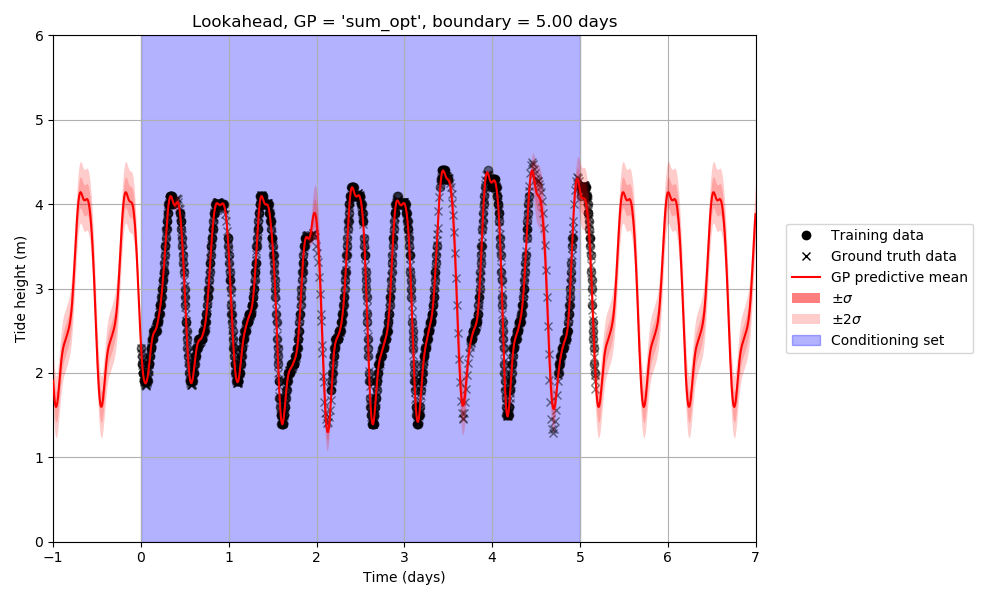 Lookahead, GP = 'sum_opt', boundary = 5.00 days
6
5
4
3
2
1
0
Tide height (m)
−1
0
1
2
3
4
5
6
7
Time (days)
Training data
Ground truth data
GP predictive mean
±σ
±2σ
Conditioning set